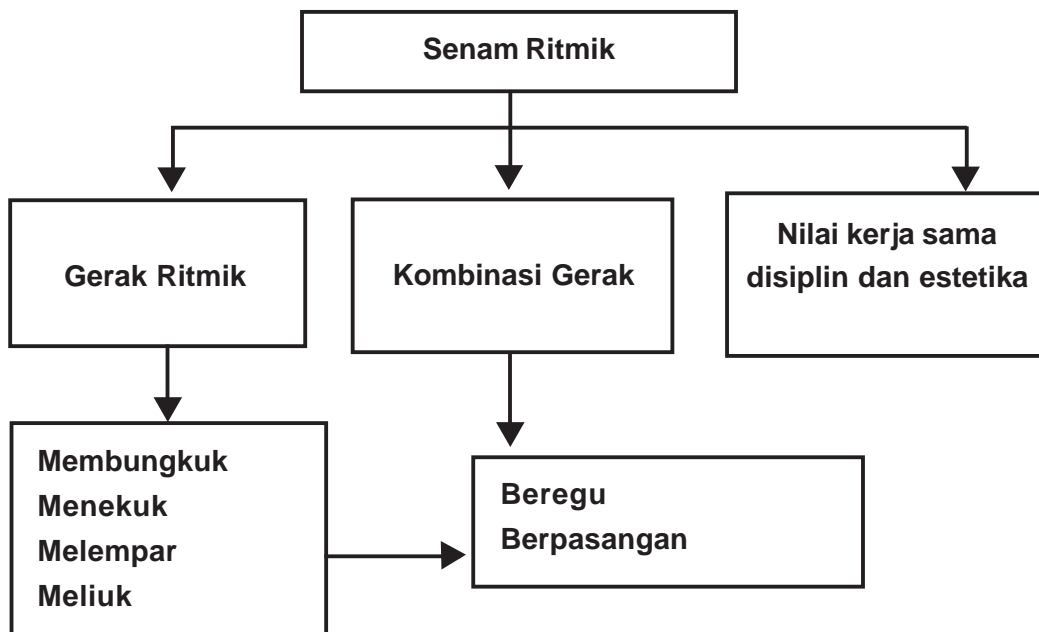 Senam Ritmik
Gerak Ritmik
Kombinasi Gerak
Nilai kerja sama
disiplin dan estetika
Membungkuk
Menekuk
Melempar
Meliuk
Beregu
Berpasangan